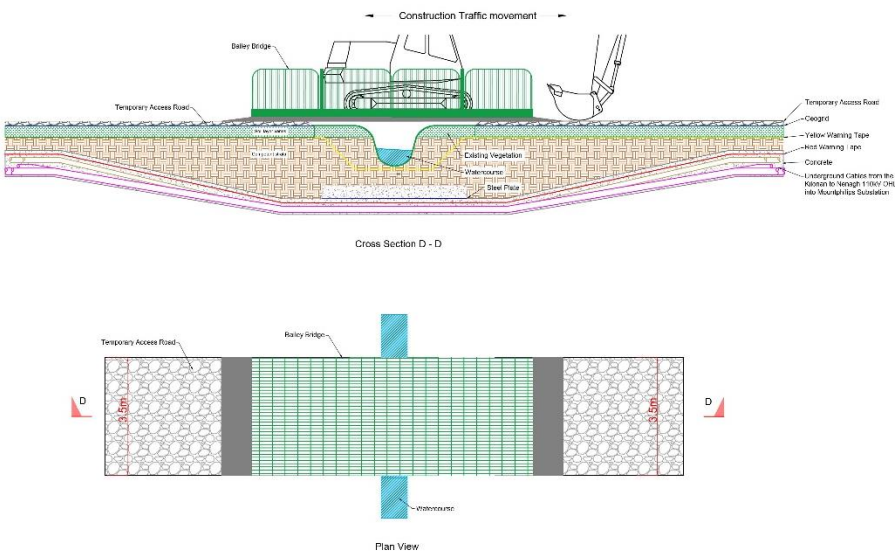 Construction Traffic movement
Bailey Bridge
Temporary Access Road
Temporary Access Road
Geogrid
Yellow Warning Tape
Red Warning Tape
Existing Vegetation
Concrete
Watercourse
Underground Cables from the
Kilonan to Nenagh 110kV OHL
into Mountphilips Substation
Steel Plate
Cross Section D - D
Bailey Bridge
Temporary Access Road
D
3.5m
3.5m
D
Watercourse
Plan View